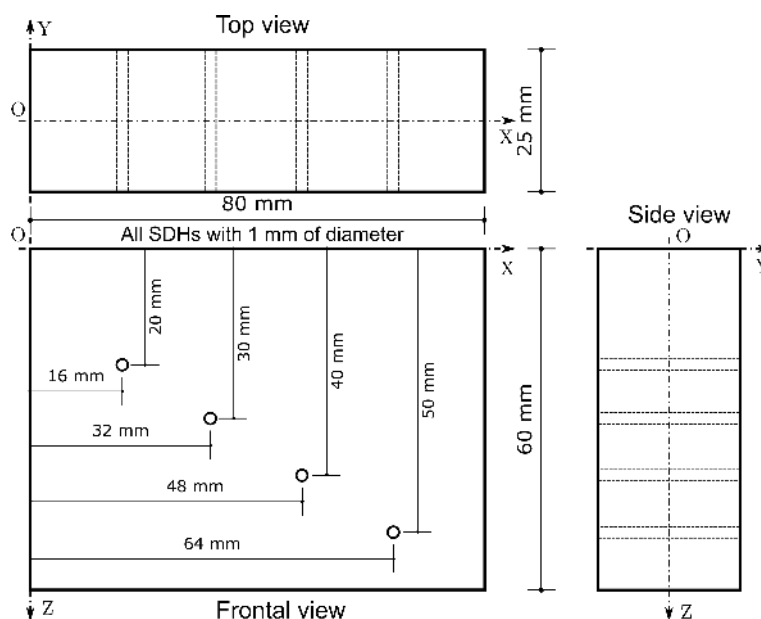 Y
Top view
O
X
25 mm
80 mm
Side view
O
All SDHs with 1 mm of diameter
X
O
Y
20 mm
30 mm
40 mm
50 mm
60 mm
16 mm
32 mm
48 mm
64 mm
Z
Frontal view
Z